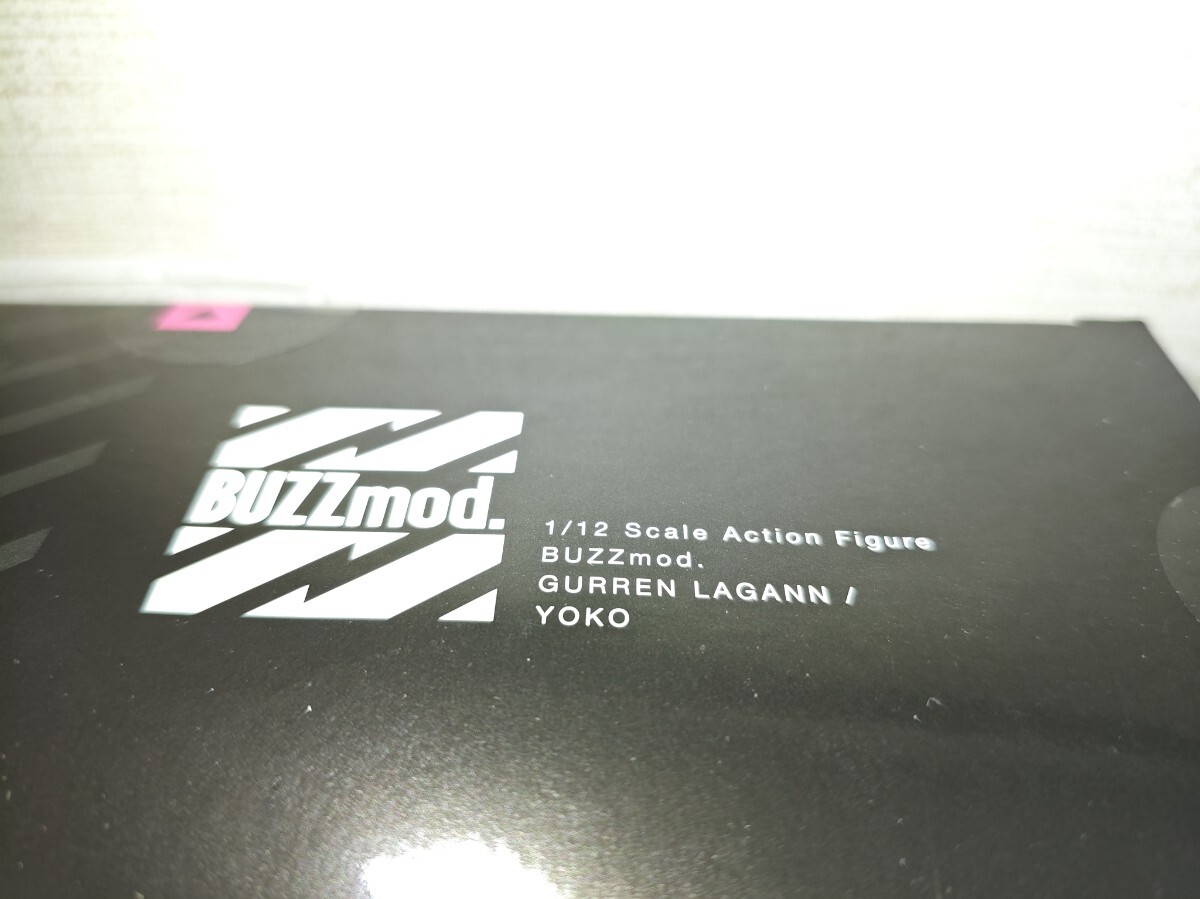 BUZZmod.
1/12 Scale Action Figure
BUZZmod.
GURREN LAGANN /
YOKO